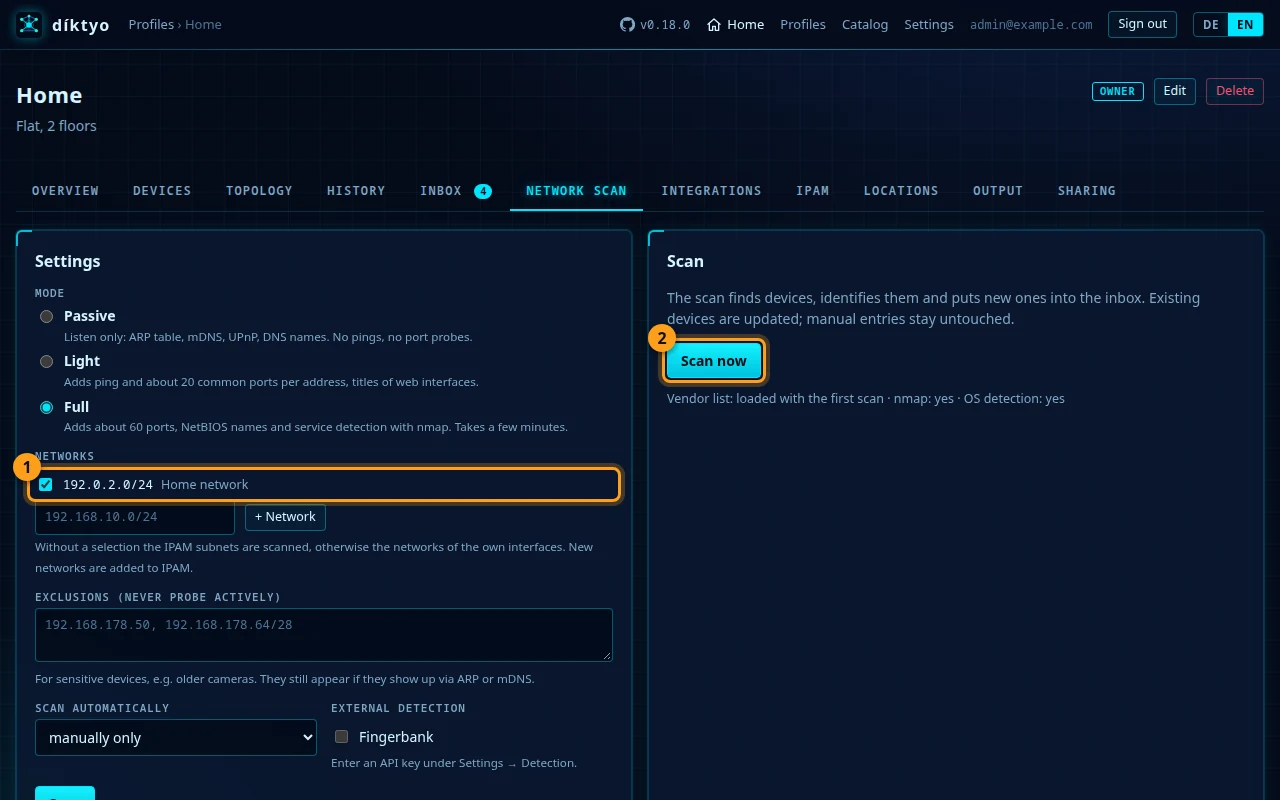 díktyo
Profiles › Home
v0.18.0
Home
Profiles
Catalog
Settings
admin@example.com
Sign out
DE
EN
Home
Flat, 2 floors
OWNER
Edit
Delete
OVERVIEW
DEVICES
TOPOLOGY
HISTORY
INBOX 4
NETWORK SCAN
INTEGRATIONS
IPAM
LOCATIONS
OUTPUT
SHARING
Settings
MODE
Passive
Listen only: ARP table, mDNS, UPnP, DNS names. No pings, no port probes.
Light
Adds ping and about 20 common ports per address, titles of web interfaces.
Full
Adds about 60 ports, NetBIOS names and service detection with nmap. Takes a few minutes.
NETWORKS
1
192.0.2.0/24 Home network
192.168.10.0/24
+ Network
Without a selection the IPAM subnets are scanned, otherwise the networks of the own interfaces. New
networks are added to IPAM.
EXCLUSIONS (NEVER PROBE ACTIVELY)
192.168.178.50, 192.168.178.64/28
For sensitive devices, e.g. older cameras. They still appear if they show up via ARP or mDNS.
SCAN AUTOMATICALLY
manually only
EXTERNAL DETECTION
Fingerbank
Enter an API key under Settings → Detection.
Scan
The scan finds devices, identifies them and puts new ones into the inbox. Existing
devices are updated; manual entries stay untouched.
2
Scan now
Vendor list: loaded with the first scan · nmap: yes · OS detection: yes